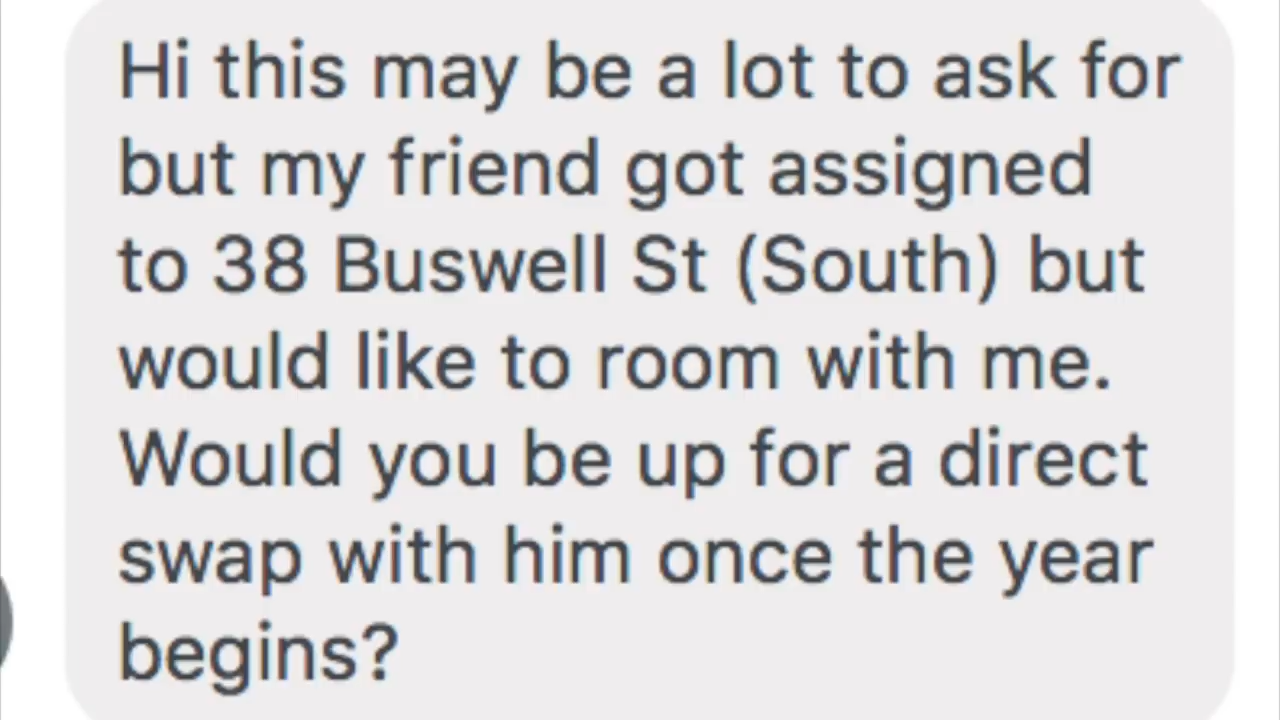 Hi this may be a lot to ask for
but my friend got assigned
to 38 Buswell St (South) but
would like to room with me.
Would you be up for a direct
swap with him once the year
begins?